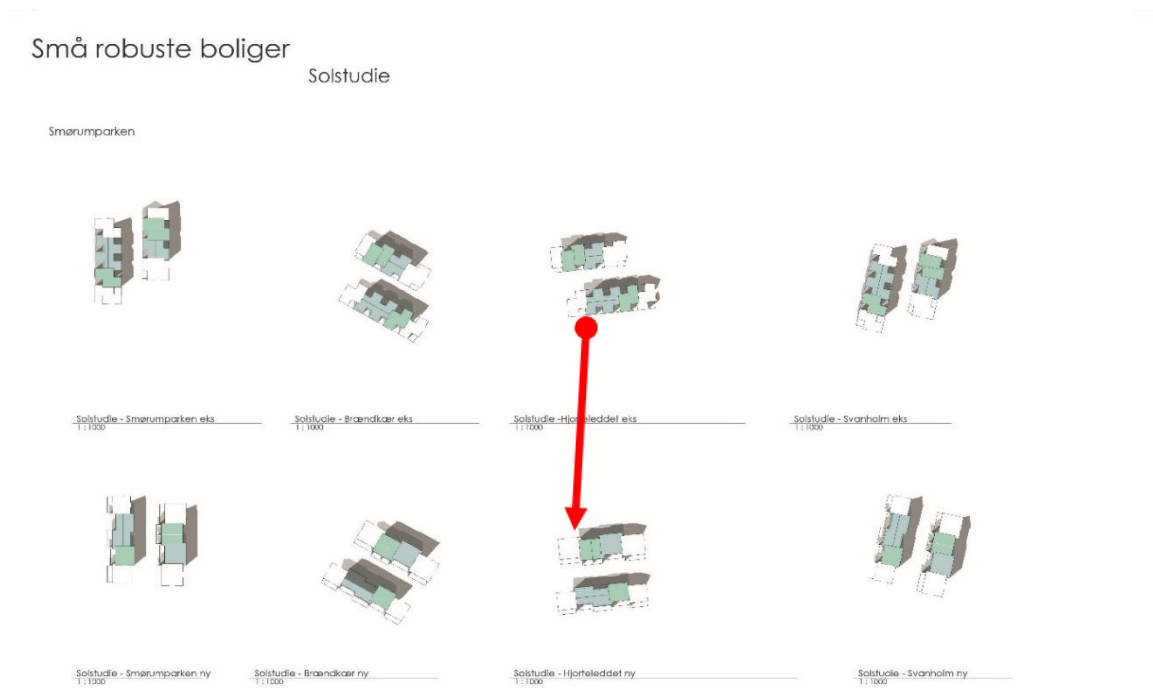 Små robuste boliger
Solstudie
Smørumparken
Solstudie - Smørumparken eks
1 : 1000
Solstudie - Brændkær eks
1 : 1000
Solstudie -Hjorteleddet eks
1 : 1000
Solstudie - Svanholm eks
1 : 1000
Solstudie - Smørumparken ny
1 : 1000
Solstudie - Brændkær ny
1 : 1000
Solstudie - Hjorteleddet ny
1 : 1000
Solstudie - Svanholm ny
1 : 1000